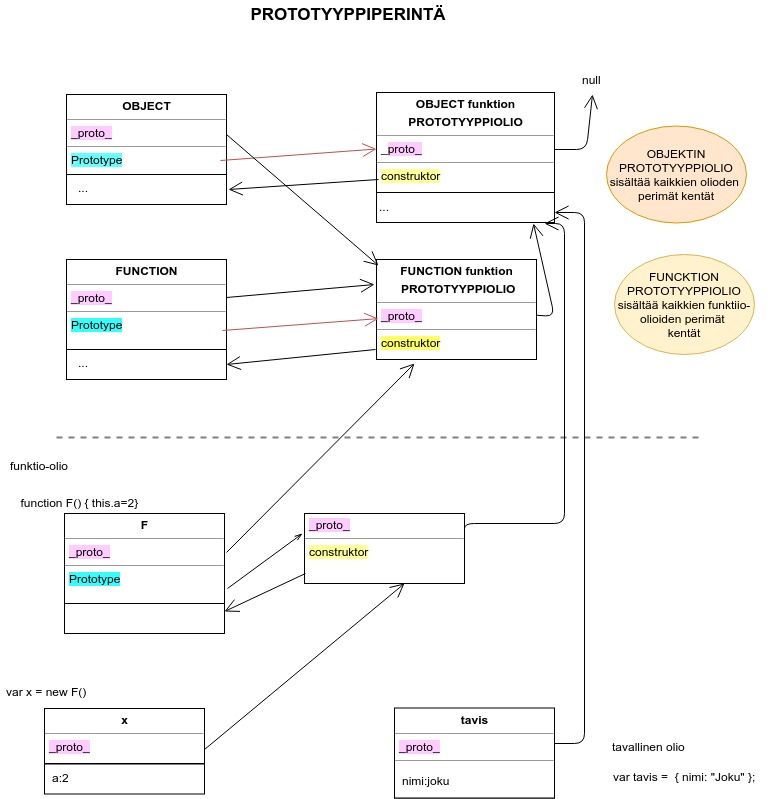 PROTOTYYPPIPERINTÄ
null
OBJECT
_proto_
Prototype
...
OBJECT funktion
PROTOTYYPPIOLIO
_proto_
construktor
...
OBJEKTIN
PROTOTYYPPIOLIO
sisältää kaikkien olioden
perimät kentät
FUNCTION
_proto_
Prototype
...
FUNCTION funktion
PROTOTYYPPIOLIO
_proto_
construktor
FUNCKTION
PROTOTYYPPIOLIO
sisältää kaikkien funktiio-
olioiden perimät
kentät
funktio-olio
function F() { this.a=2}
F
_proto_
Prototype
_proto_
construktor
var x = new F()
x
_proto_
a:2
tavis
_proto_
nimi:joku
tavallinen olio
var tavis = { nimi: "Joku" };